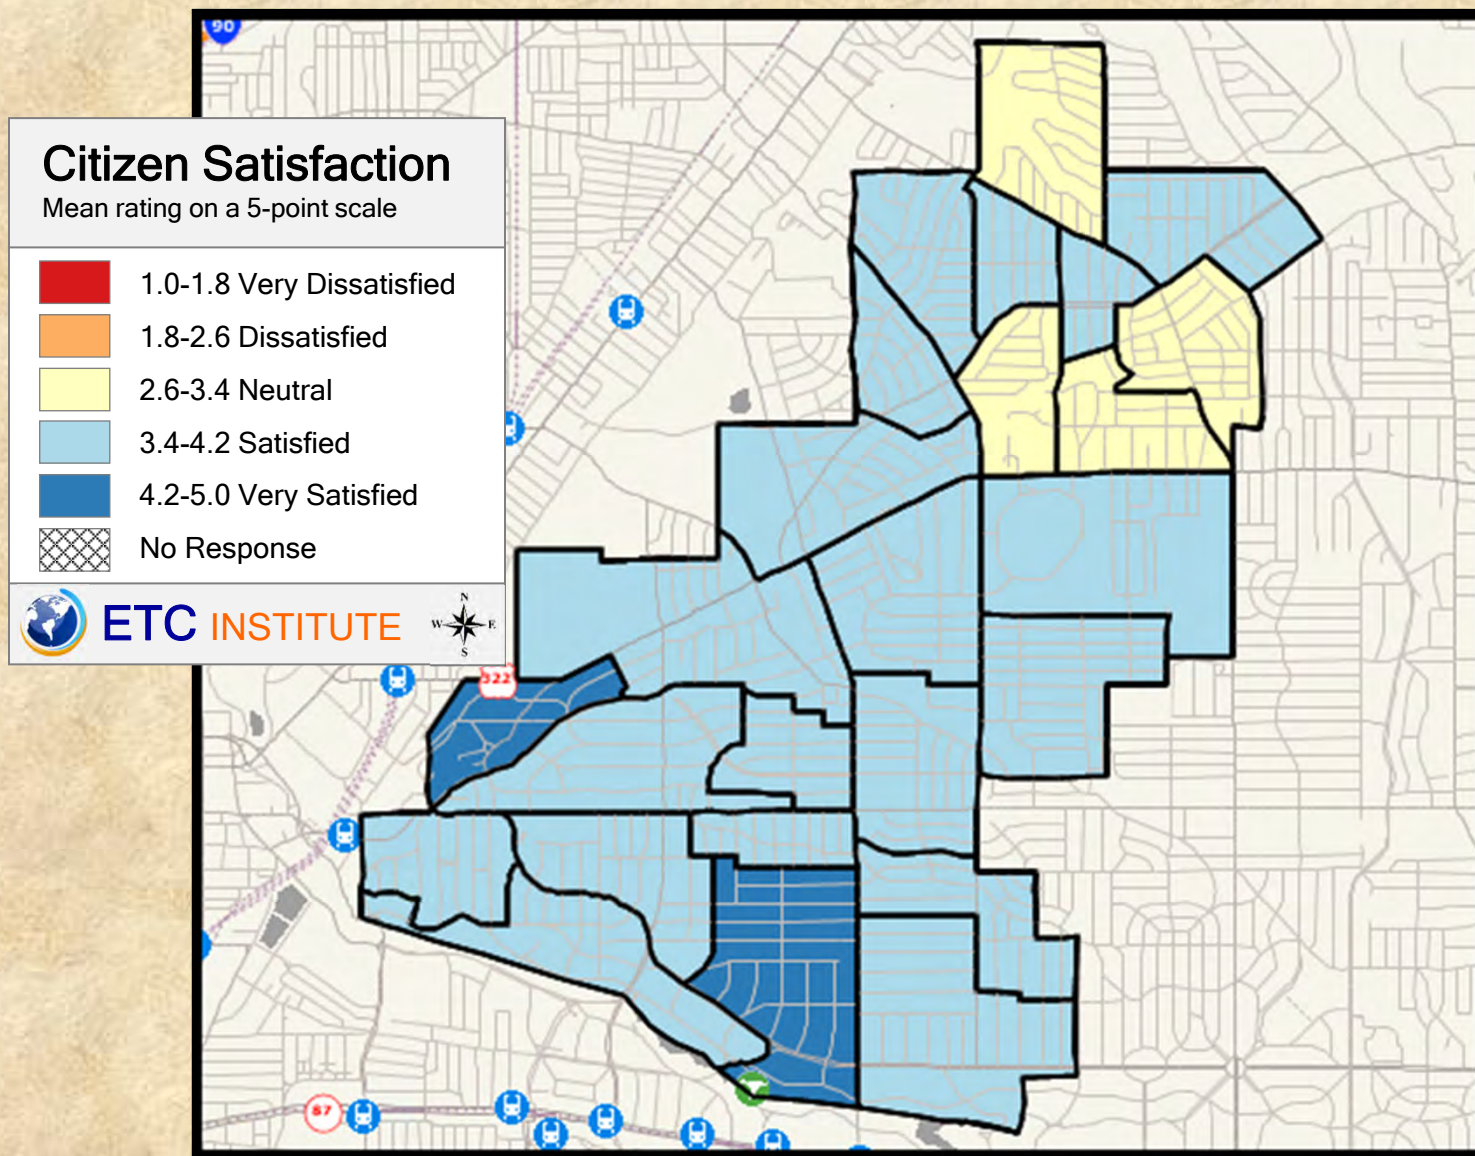 90
Citizen Satisfaction
Mean rating on a 5-point scale
1.0-1.8 Very Dissatisfied
1.8-2.6 Dissatisfied
2.6-3.4 Neutral
3.4-4.2 Satisfied
4.2-5.0 Very Satisfied
No Response
ETC INSTITUTE
N
W E
S
322
87